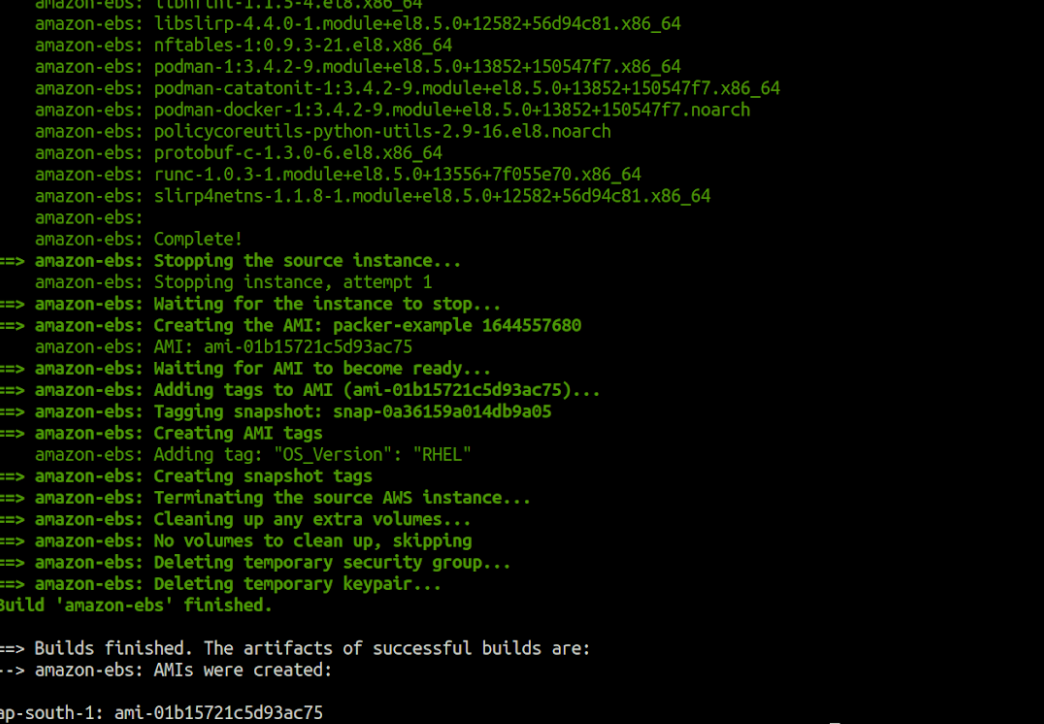 amazon-ebs: libnftnl-1.1.5-4.el8.x86_64
amazon-ebs: libslirp-4.4.0-1.module+el8.5.0+12582+56d94c81.x86_64
amazon-ebs: nftables-1:0.9.3-21.el8.x86_64
amazon-ebs: podman-1:3.4.2-9.module+el8.5.0+13852+150547f7.x86_64
amazon-ebs: podman-catatonit-1:3.4.2-9.module+el8.5.0+13852+150547f7.x86_64
amazon-ebs: podman-docker-1:3.4.2-9.module+el8.5.0+13852+150547f7.noarch
amazon-ebs: policycoreutils-python-utils-2.9-16.el8.noarch
amazon-ebs: protobuf-c-1.3.0-6.el8.x86_64
amazon-ebs: runc-1.0.3-1.module+el8.5.0+13556+7f055e70.x86_64
amazon-ebs: slirp4netns-1.1.8-1.module+el8.5.0+12582+56d94c81.x86_64
amazon-ebs:
amazon-ebs: Complete!
==> amazon-ebs: Stopping the source instance...
amazon-ebs: Stopping instance, attempt 1
==> amazon-ebs: Waiting for the instance to stop...
==> amazon-ebs: Creating the AMI: packer-example 1644557680
amazon-ebs: AMI: ami-01b15721c5d93ac75
==> amazon-ebs: Waiting for AMI to become ready...
==> amazon-ebs: Adding tags to AMI (ami-01b15721c5d93ac75)...
==> amazon-ebs: Tagging snapshot: snap-0a36159a014db9a05
==> amazon-ebs: Creating AMI tags
amazon-ebs: Adding tag: "OS_Version": "RHEL"
==> amazon-ebs: Creating snapshot tags
==> amazon-ebs: Terminating the source AWS instance...
==> amazon-ebs: Cleaning up any extra volumes...
==> amazon-ebs: No volumes to clean up, skipping
==> amazon-ebs: Deleting temporary security group...
==> amazon-ebs: Deleting temporary keypair...
Build 'amazon-ebs' finished.
==> Builds finished. The artifacts of successful builds are:
--> amazon-ebs: AMIs were created:
ap-south-1: ami-01b15721c5d93ac75